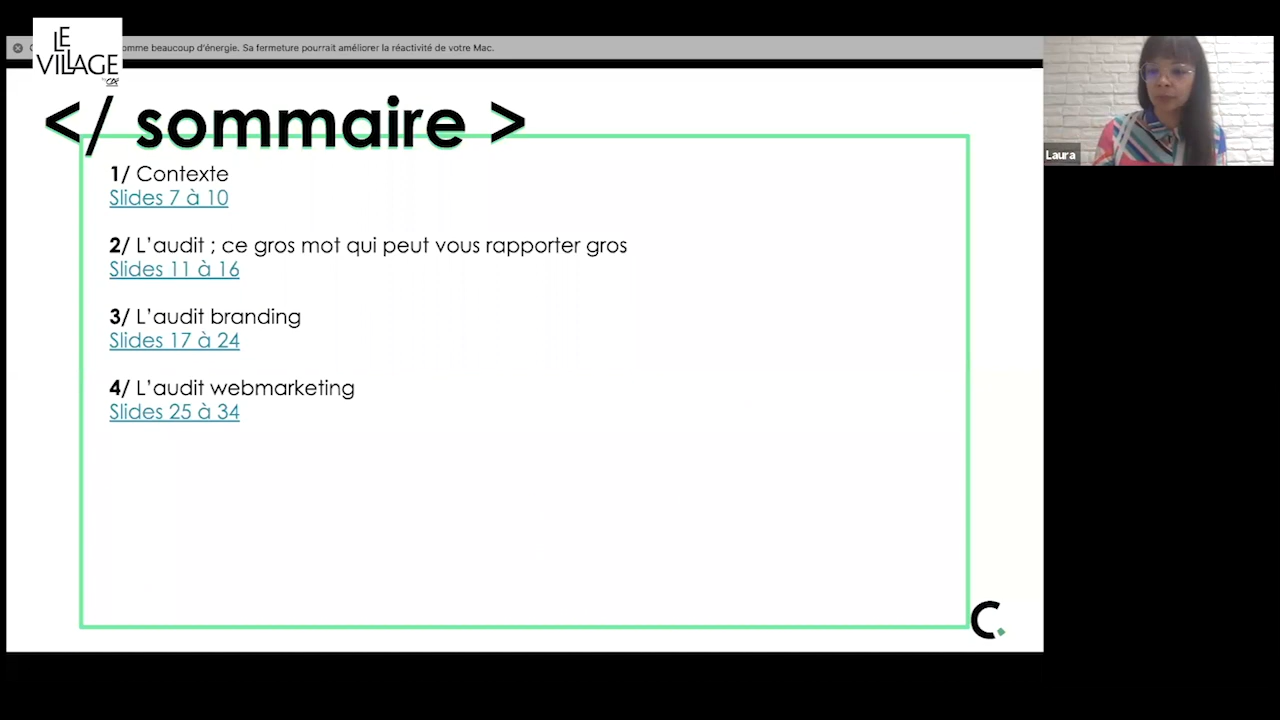 LE
VILLAGE
by CA
omme beaucoup d'énergie. Sa fermeture pourrait améliorer la réactivité de votre Mac.
</ sommaire >
1/ Contexte
Slides 7 à 10
2/ L'audit ; ce gros mot qui peut vous rapporter gros
Slides 11 à 16
3/ L'audit branding
Slides 17 à 24
4/ L'audit webmarketing
Slides 25 à 34
C.
Laura